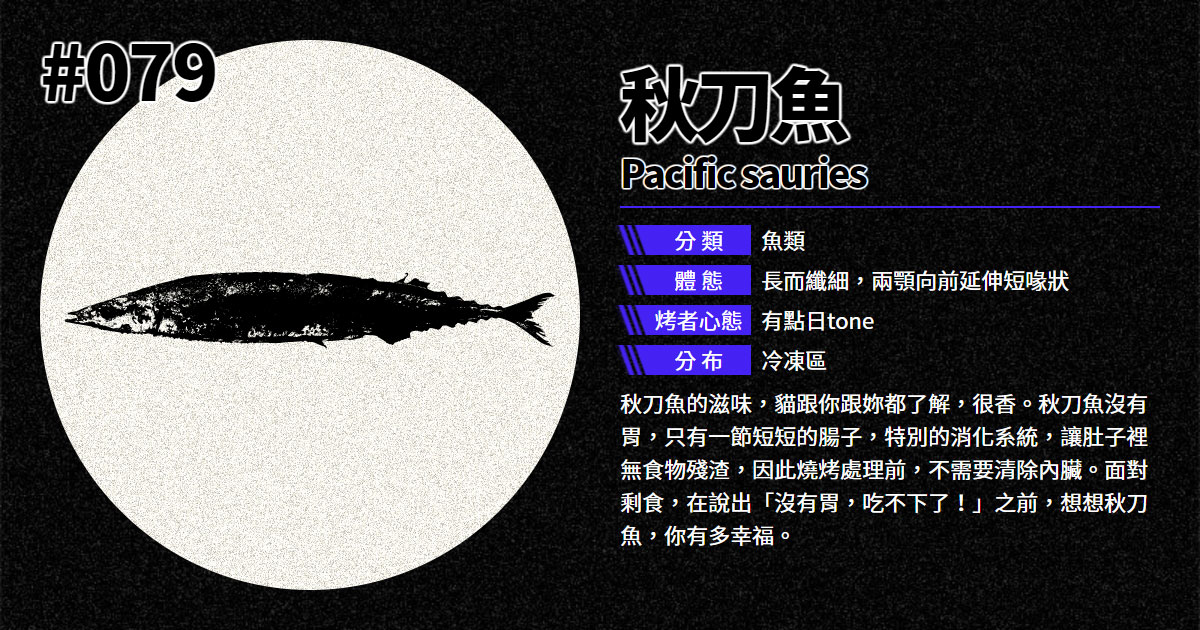 #079
秋刀魚
Pacific sauries
分類 魚類
體態 長而纖細，兩顎向前延伸短喙狀
烤者心態 有點日tone
分布 冷凍區
秋刀魚的滋味，貓跟你跟妳都了解，很香。秋刀魚沒有
胃，只有一節短短的腸子，特別的消化系統，讓肚子裡
無食物殘渣，因此燒烤處理前，不需要清除內臟。面對
剩食，在說出「沒有胃，吃不下了！」之前，想想秋刀
魚，你有多幸福。